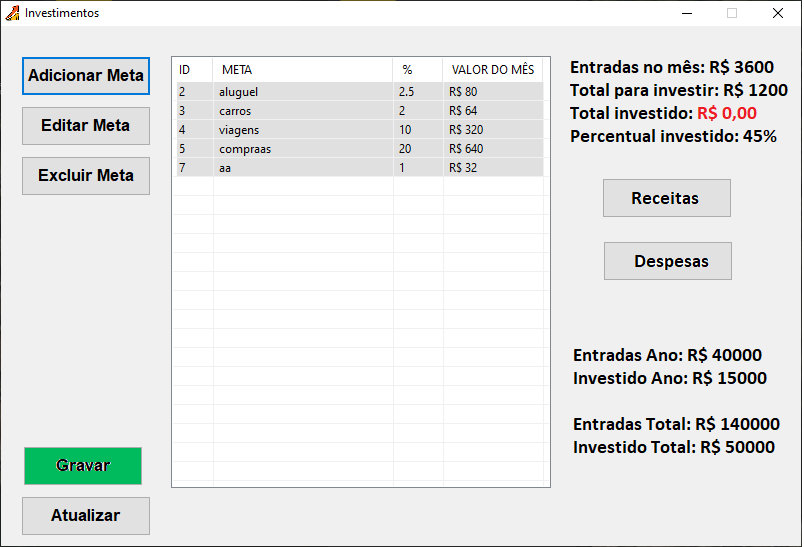 Investimentos
Adicionar Meta
Editar Meta
Excluir Meta
Gravar
Atualizar
ID META % VALOR DO MÊS
2 aluguel 2.5 R$ 80
3 carros 2 R$ 64
4 viagens 10 R$ 320
5 compraas 20 R$ 640
7 aa 1 R$ 32
Entradas no mês: R$ 3600
Total para investir: R$ 1200
Total investido: R$ 0,00
Percentual investido: 45%
Receitas
Despesas
Entradas Ano: R$ 40000
Investido Ano: R$ 15000
Entradas Total: R$ 140000
Investido Total: R$ 50000